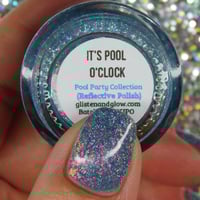 IT'S POOL
O'CLOCK
Pool Party Collection
(Reflective Polish)
glistenandglow.com